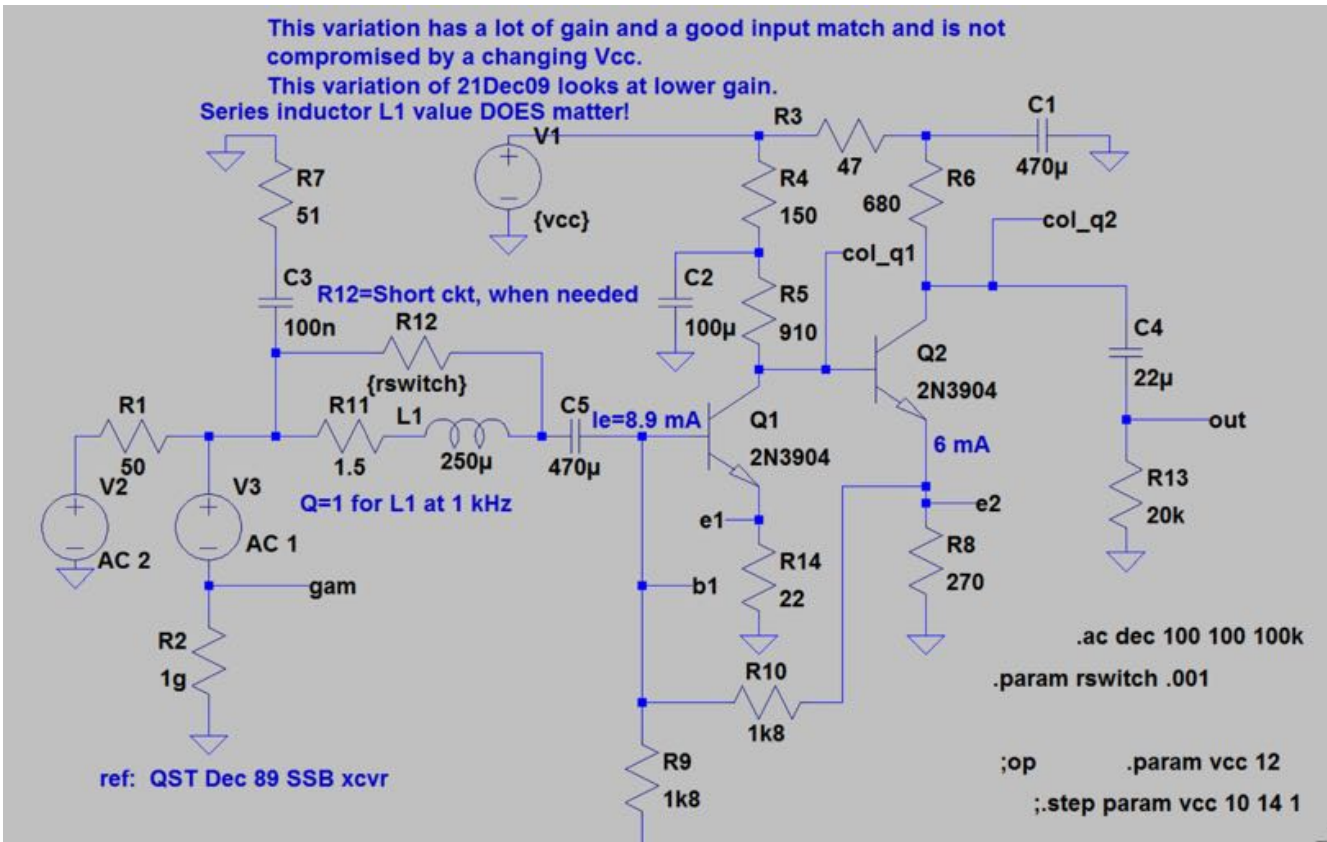 This variation has a lot of gain and a good input match and is not
compromised by a changing Vcc.
This variation of 21Dec09 looks at lower gain.
Series inductor L1 value DOES matter!
R7
51
C3
100n
R12=Short ckt, when needed
R12
{rswitch}
R1
50
V2
AC 2
V3
AC 1
gam
R2
1g
R11
1.5
L1
250µ
Q=1 for L1 at 1 kHz
C5
470µ
Ie=8.9 mA
V1
{vcc}
R3
47
C1
470µ
R4
150
R6
680
col_q2
col_q1
C2
100µ
R5
910
Q1
2N3904
Q2
2N3904
6 mA
C4
22µ
out
R13
20k
e1
R14
22
e2
R8
270
b1
R10
1k8
R9
1k8
.ac dec 100 100 100k
.param rswitch .001
;op
.param vcc 12
;.step param vcc 10 14 1
ref: QST Dec 89 SSB xcvr